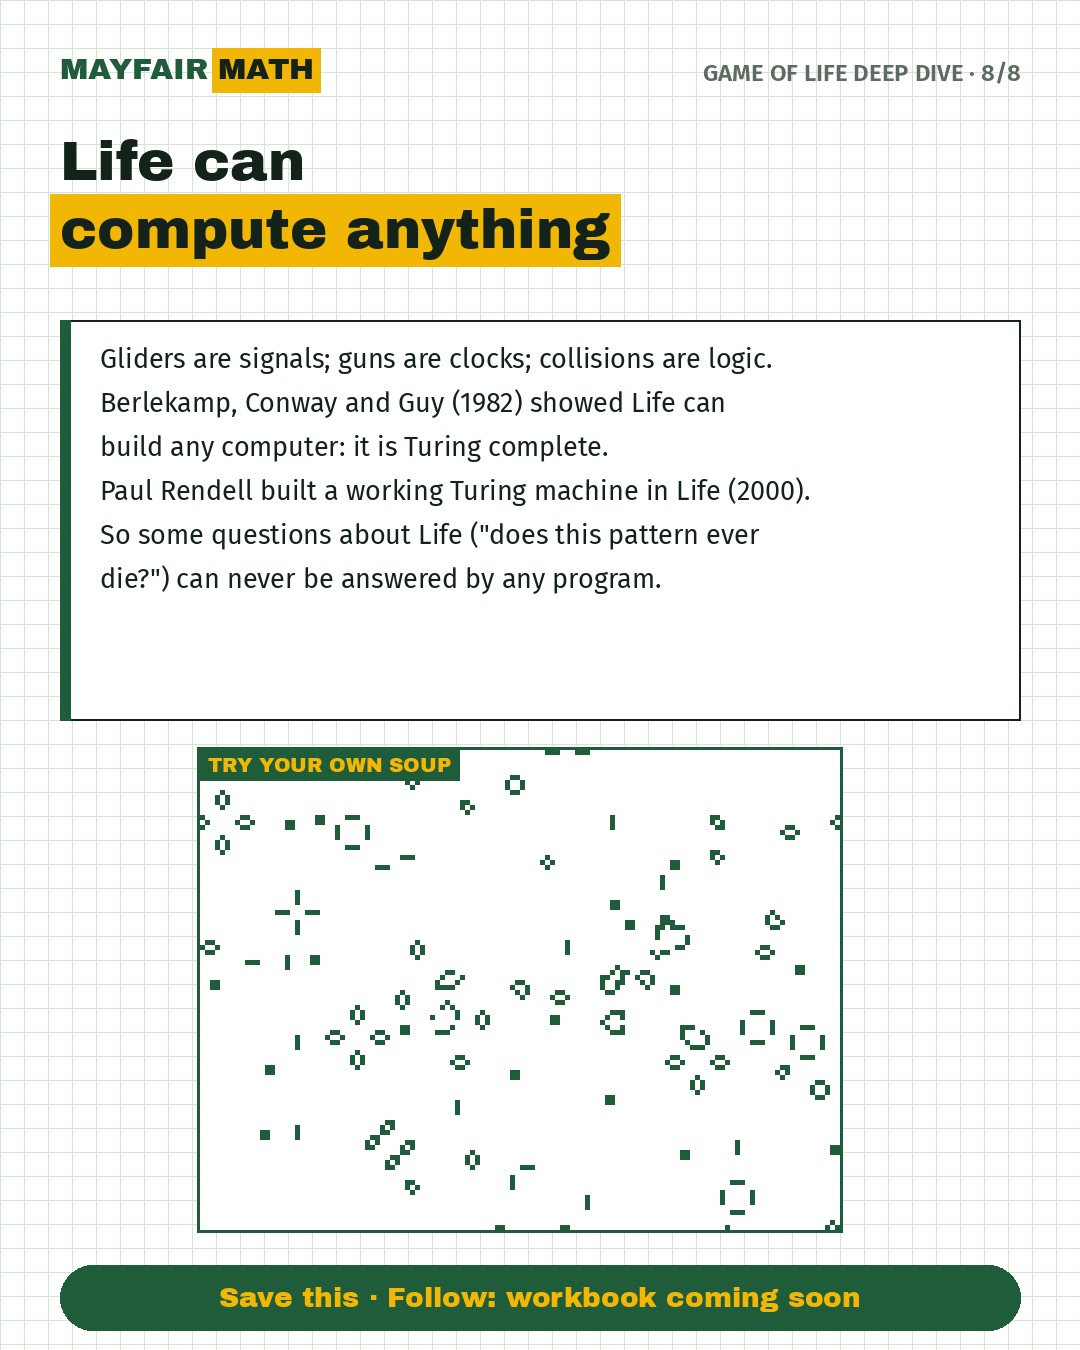 MAYFAIR MATH
GAME OF LIFE DEEP DIVE · 8/8
Life can
compute anything
Gliders are signals; guns are clocks; collisions are logic.
Berlekamp, Conway and Guy (1982) showed Life can
build any computer: it is Turing complete.
Paul Rendell built a working Turing machine in Life (2000).
So some questions about Life ("does this pattern ever
die?") can never be answered by any program.
TRY YOUR OWN SOUP
Save this · Follow: workbook coming soon